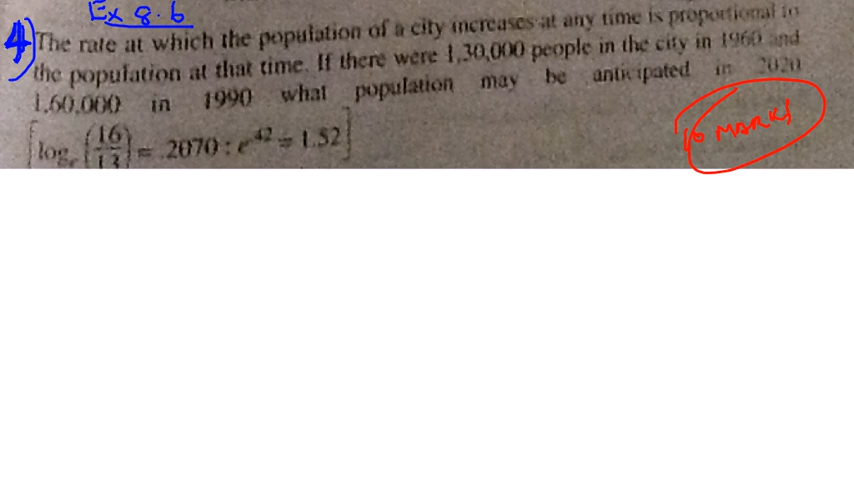 Ex 8.6
4) The rate at which the population of a city increases at any time is proportional to
the population at that time. If there were 1,30,000 people in the city in 1960 and
1,60,000 in 1990 what population may be anticipated in 2020
[log_e (16/13) = .2070 : e^.42 = 1.52]
MARKS